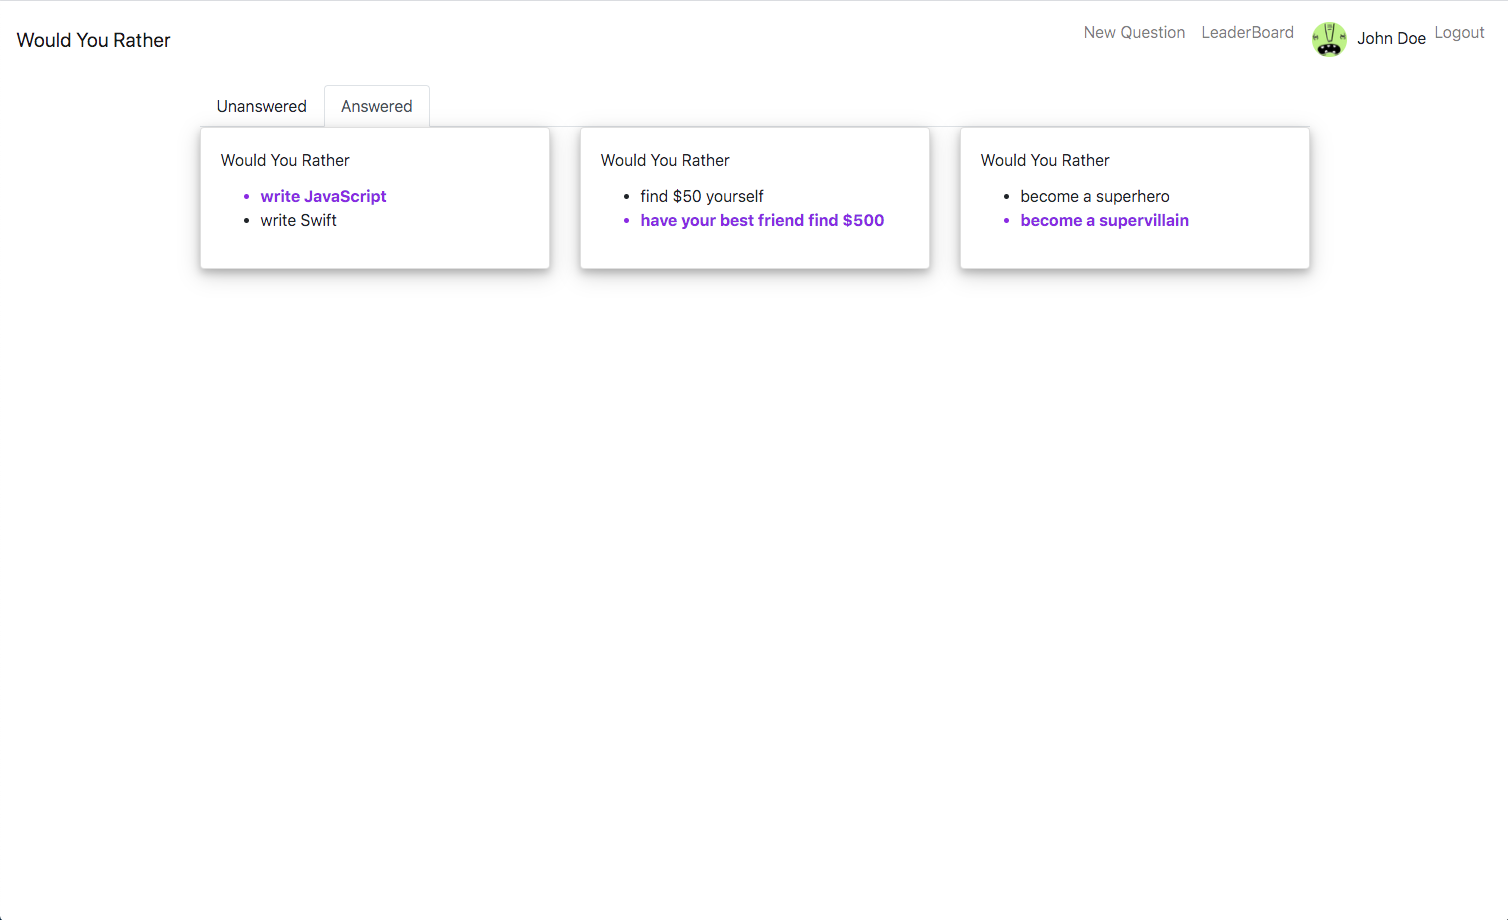 Would You Rather
New Question LeaderBoard John Doe Logout
Unanswered Answered
Would You Rather
write JavaScript
write Swift
Would You Rather
find $50 yourself
have your best friend find $500
Would You Rather
become a superhero
become a supervillain